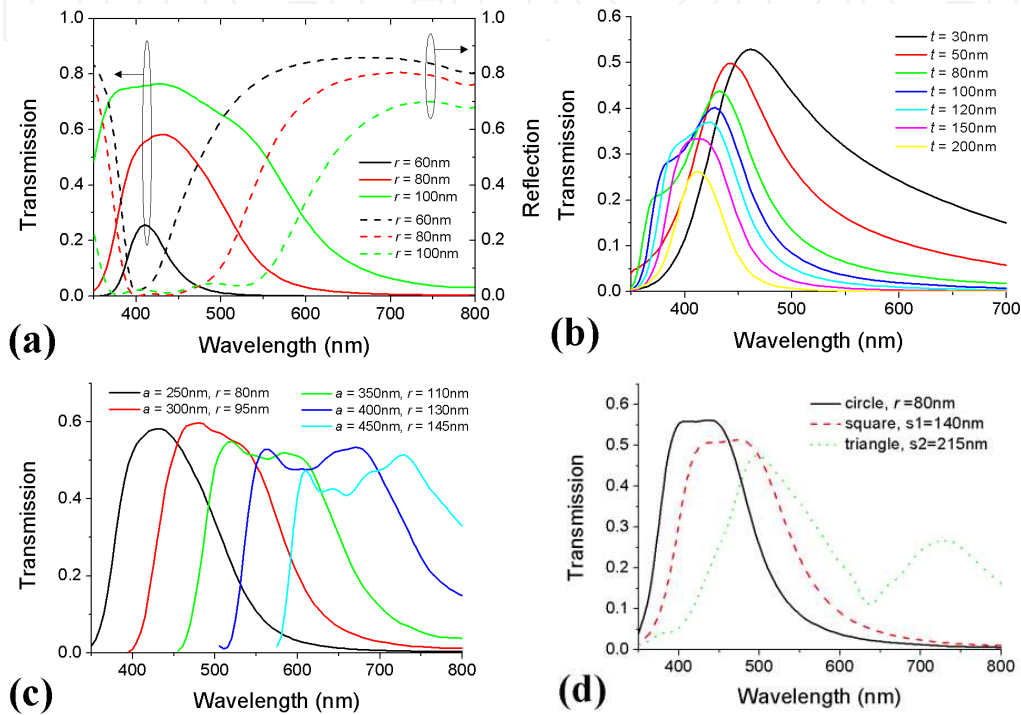 1.0
0.8
0.6
0.4
0.2
0.0
Transmission
400 500 600 700 800
Wavelength (nm)
1.0
0.8
0.6
0.4
0.2
0.0
Reflection
r = 60nm
r = 80nm
r = 100nm
r = 60nm
r = 80nm
r = 100nm
(a)
0.6
0.5
0.4
0.3
0.2
0.1
0.0
Transmission
400 500 600 700
Wavelength (nm)
t = 30nm
t = 50nm
t = 80nm
t = 100nm
t = 120nm
t = 150nm
t = 200nm
(b)
0.6
0.4
0.2
0.0
Transmission
400 500 600 700 800
Wavelength (nm)
a = 250nm, r = 80nm
a = 300nm, r = 95nm
a = 350nm, r = 110nm
a = 400nm, r = 130nm
a = 450nm, r = 145nm
(c)
0.6
0.5
0.4
0.3
0.2
0.1
0.0
Transmission
400 500 600 700 800
Wavelength (nm)
circle, r =80nm
square, s1=140nm
triangle, s2=215nm
(d)